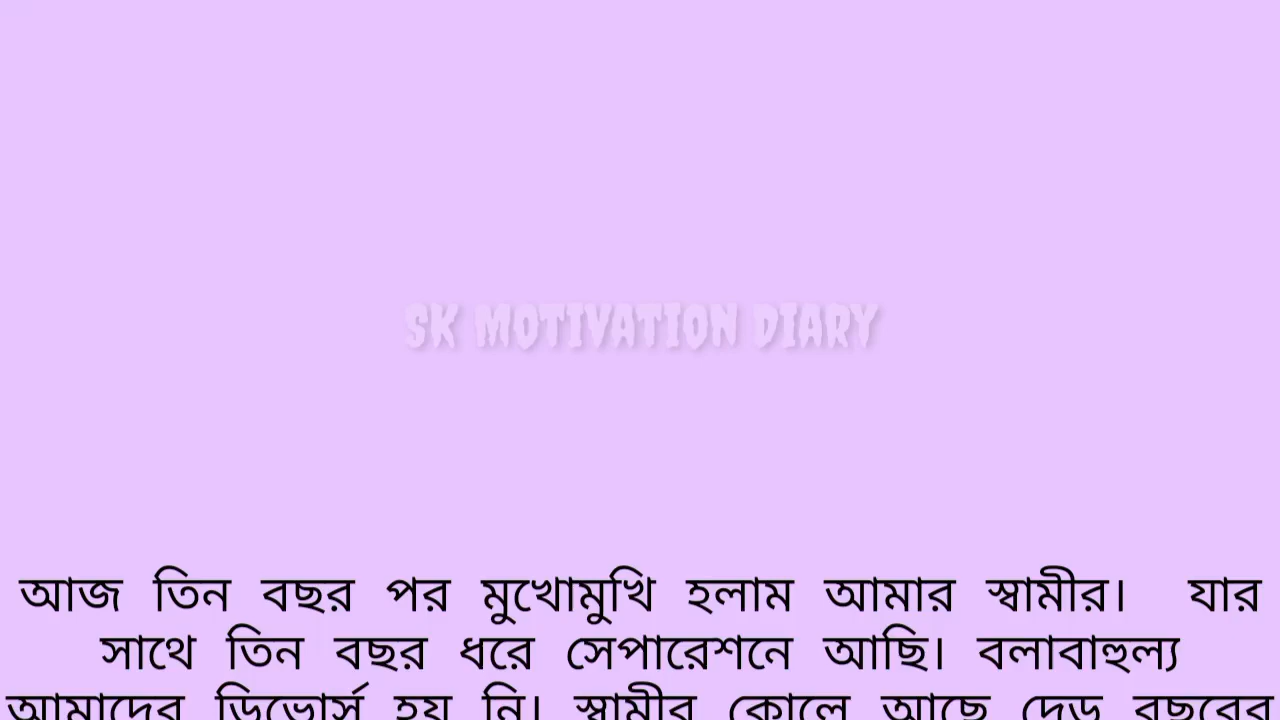 SK MOTIVATION DIARY
আজ তিন বছর পর মুখোমুখি হলাম আমার স্বামীর। যার
সাথে তিন বছর ধরে সেপারেশনে আছি। বলাবাহুল্য
আমাদের ডিভোর্স হয় নি। স্বামীর কোলে আছে দেড় বছরের